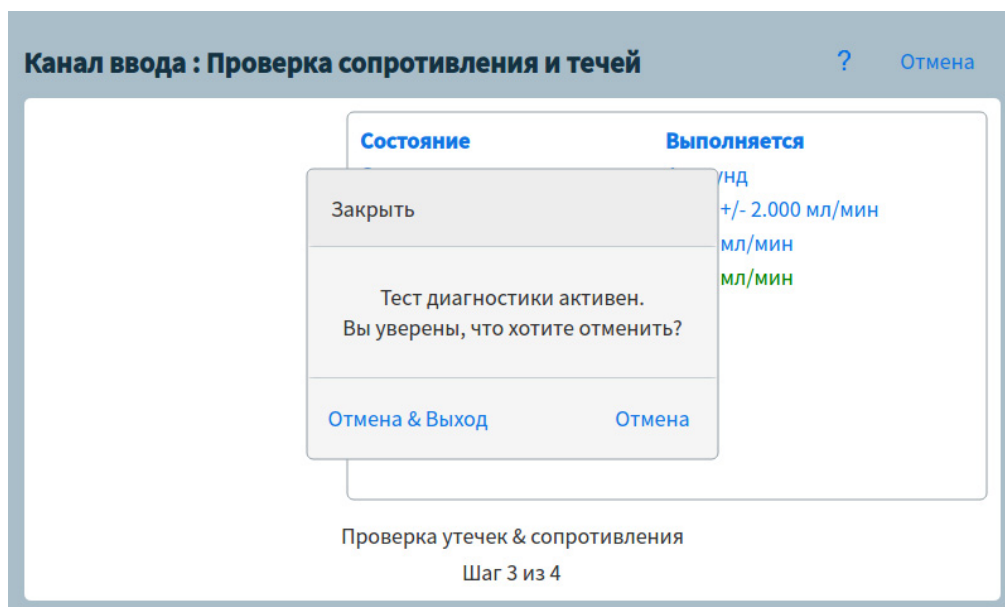 Канал ввода : Проверка сопротивления и течей ? Отмена
Состояние Выполняется
+/- 2.000 мл/мин
мл/мин
мл/мин
Закрыть
Тест диагностики активен.
Вы уверены, что хотите отменить?
Отмена & Выход Отмена
Проверка утечек & сопротивления
Шаг 3 из 4